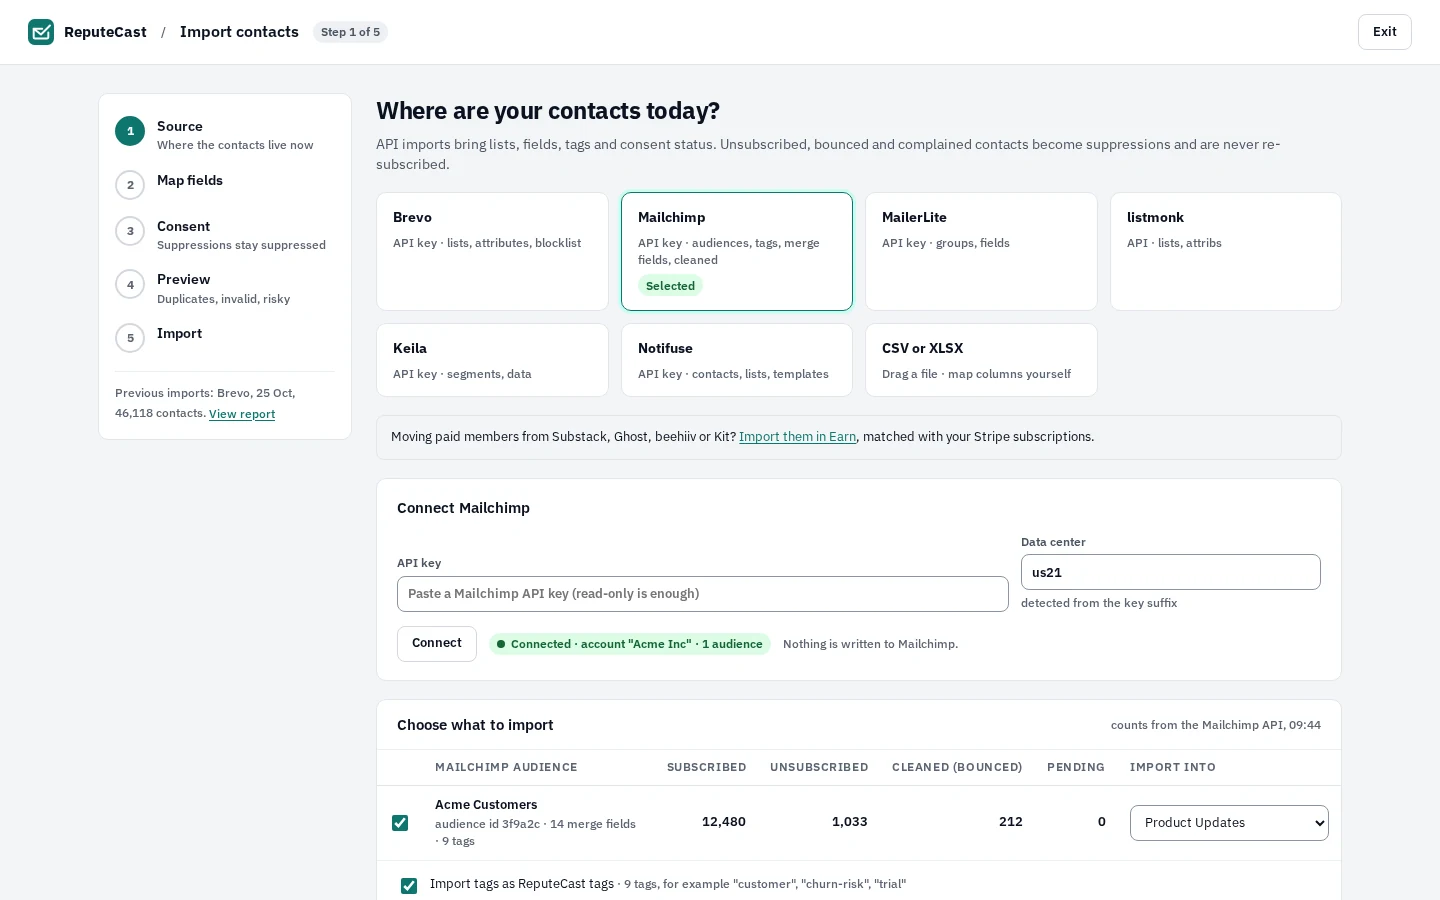 ReputeCast / Import contacts Step 1 of 5
Exit
1 Source
Where the contacts live now
2 Map fields
3 Consent
Suppressions stay suppressed
4 Preview
Duplicates, invalid, risky
5 Import
Previous imports: Brevo, 25 Oct,
46,118 contacts. View report
Where are your contacts today?
API imports bring lists, fields, tags and consent status. Unsubscribed, bounced and complained contacts become suppressions and are never re-
subscribed.
Brevo
API key · lists, attributes, blocklist
Mailchimp
API key · audiences, tags, merge
fields, cleaned
Selected
MailerLite
API key · groups, fields
listmonk
API · lists, attribs
Keila
API key · segments, data
Notifuse
API key · contacts, lists, templates
CSV or XLSX
Drag a file · map columns yourself
Moving paid members from Substack, Ghost, beehiiv or Kit? Import them in Earn, matched with your Stripe subscriptions.
Connect Mailchimp
API key
Paste a Mailchimp API key (read-only is enough)
Data center
us21
detected from the key suffix
Connect
Connected · account "Acme Inc" · 1 audience
Nothing is written to Mailchimp.
Choose what to import
counts from the Mailchimp API, 09:44
MAILCHIMP AUDIENCE SUBSCRIBED UNSUBSCRIBED CLEANED (BOUNCED) PENDING IMPORT INTO
Acme Customers
audience id 3f9a2c · 14 merge fields
· 9 tags
12,480 1,033 212 0 Product Updates
Import tags as ReputeCast tags · 9 tags, for example "customer", "churn-risk", "trial"